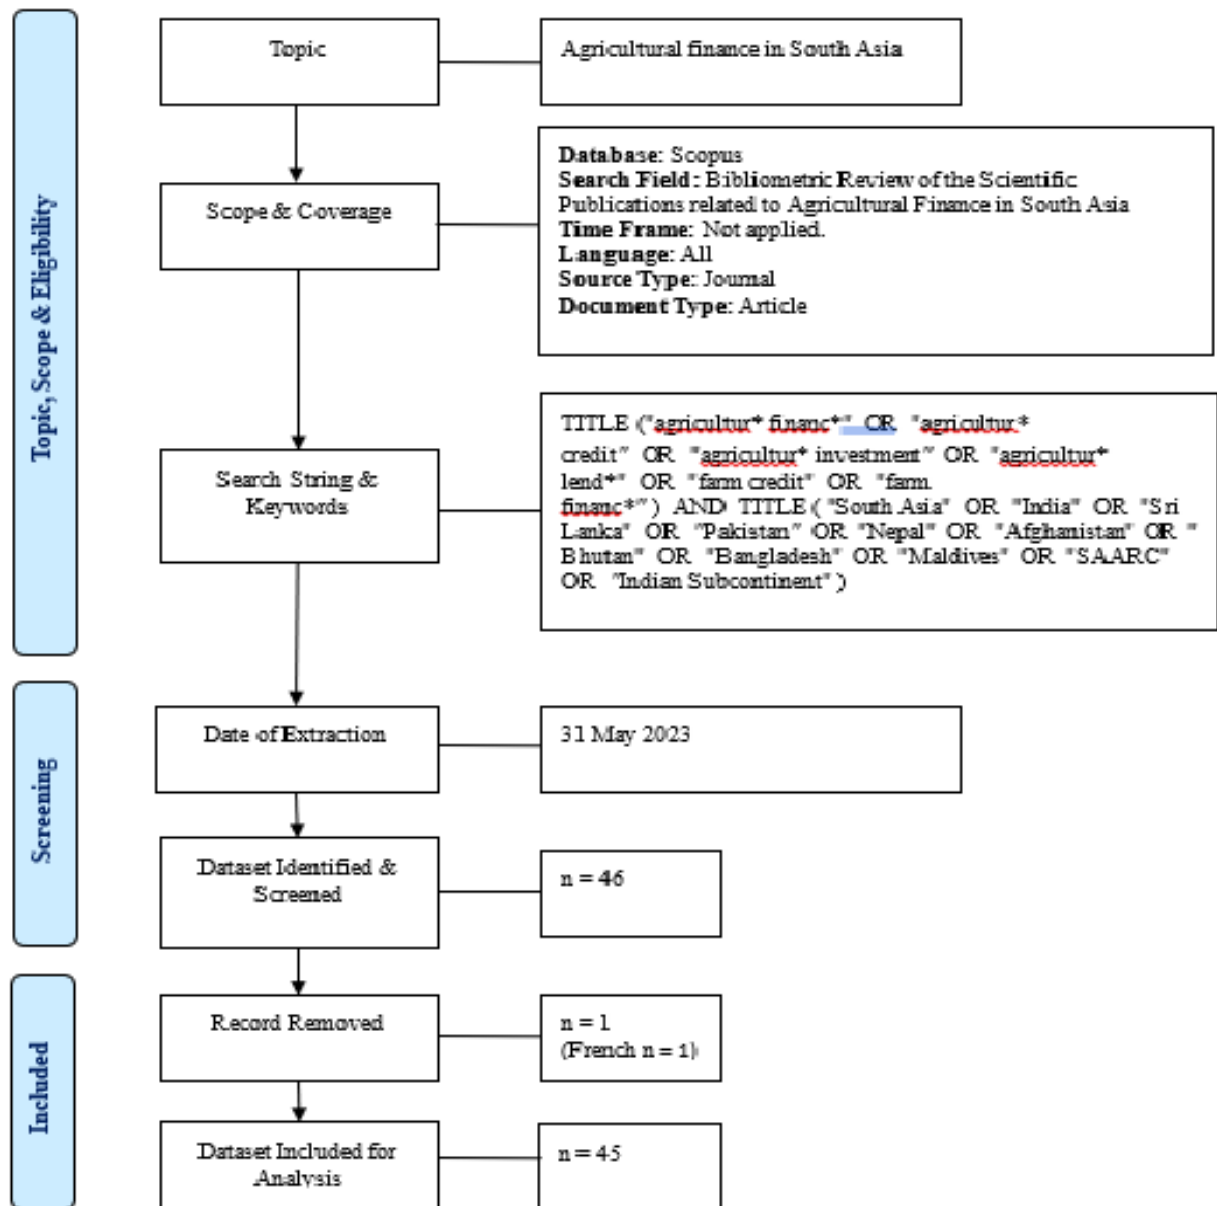 Topic, Scope & Eligibility
Topic
Agricultural finance in South Asia
Scope & Coverage
Database: Scopus
Search Field: Bibliometric Review of the Scientific
Publications related to Agricultural Finance in South Asia
Time Frame: Not applied.
Language: All
Source Type: Journal
Document Type: Article
Search String &
Keywords
TITLE ("agricultur* financ*" OR "agricultur*
credit" OR "agricultur* investment" OR "agricultur*
lend*" OR "farm credit" OR "farm
financ*") AND TITLE ( "South Asia" OR "India" OR "Sri
Lanka" OR "Pakistan" OR "Nepal" OR "Afghanistan" OR "
Bhutan" OR "Bangladesh" OR "Maldives" OR "SAARC"
OR "Indian Subcontinent" )
Screening
Date of Extraction
31 May 2023
Dataset Identified &
Screened
n = 46
Included
Record Removed
n = 1
(French n = 1)
Dataset Included for
Analysis
n = 45